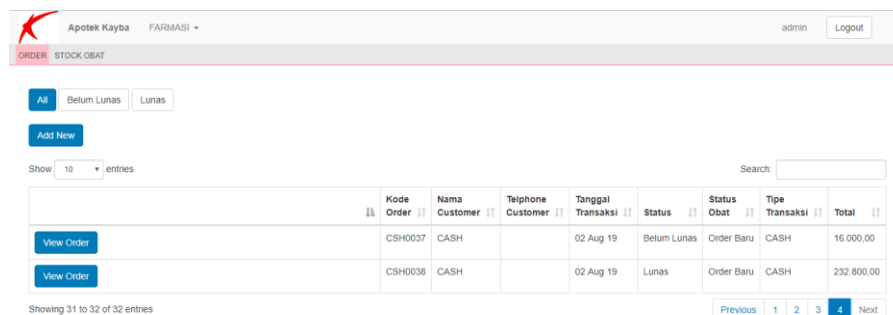 Apotek Kayba FARMASI admin Logout
ORDER STOCK OBAT
All Belum Lunas Lunas
Add New
Show 10 entries Search:
Kode Order Nama Customer Telphone Customer Tanggal Transaksi Status Status Obat Tipe Transaksi Total
View Order CSH0037 CASH 02 Aug 19 Belum Lunas Order Baru CASH 16.000,00
View Order CSH0038 CASH 02 Aug 19 Lunas Order Baru CASH 232.800,00
Showing 31 to 32 of 32 entries Previous 1 2 3 4 Next